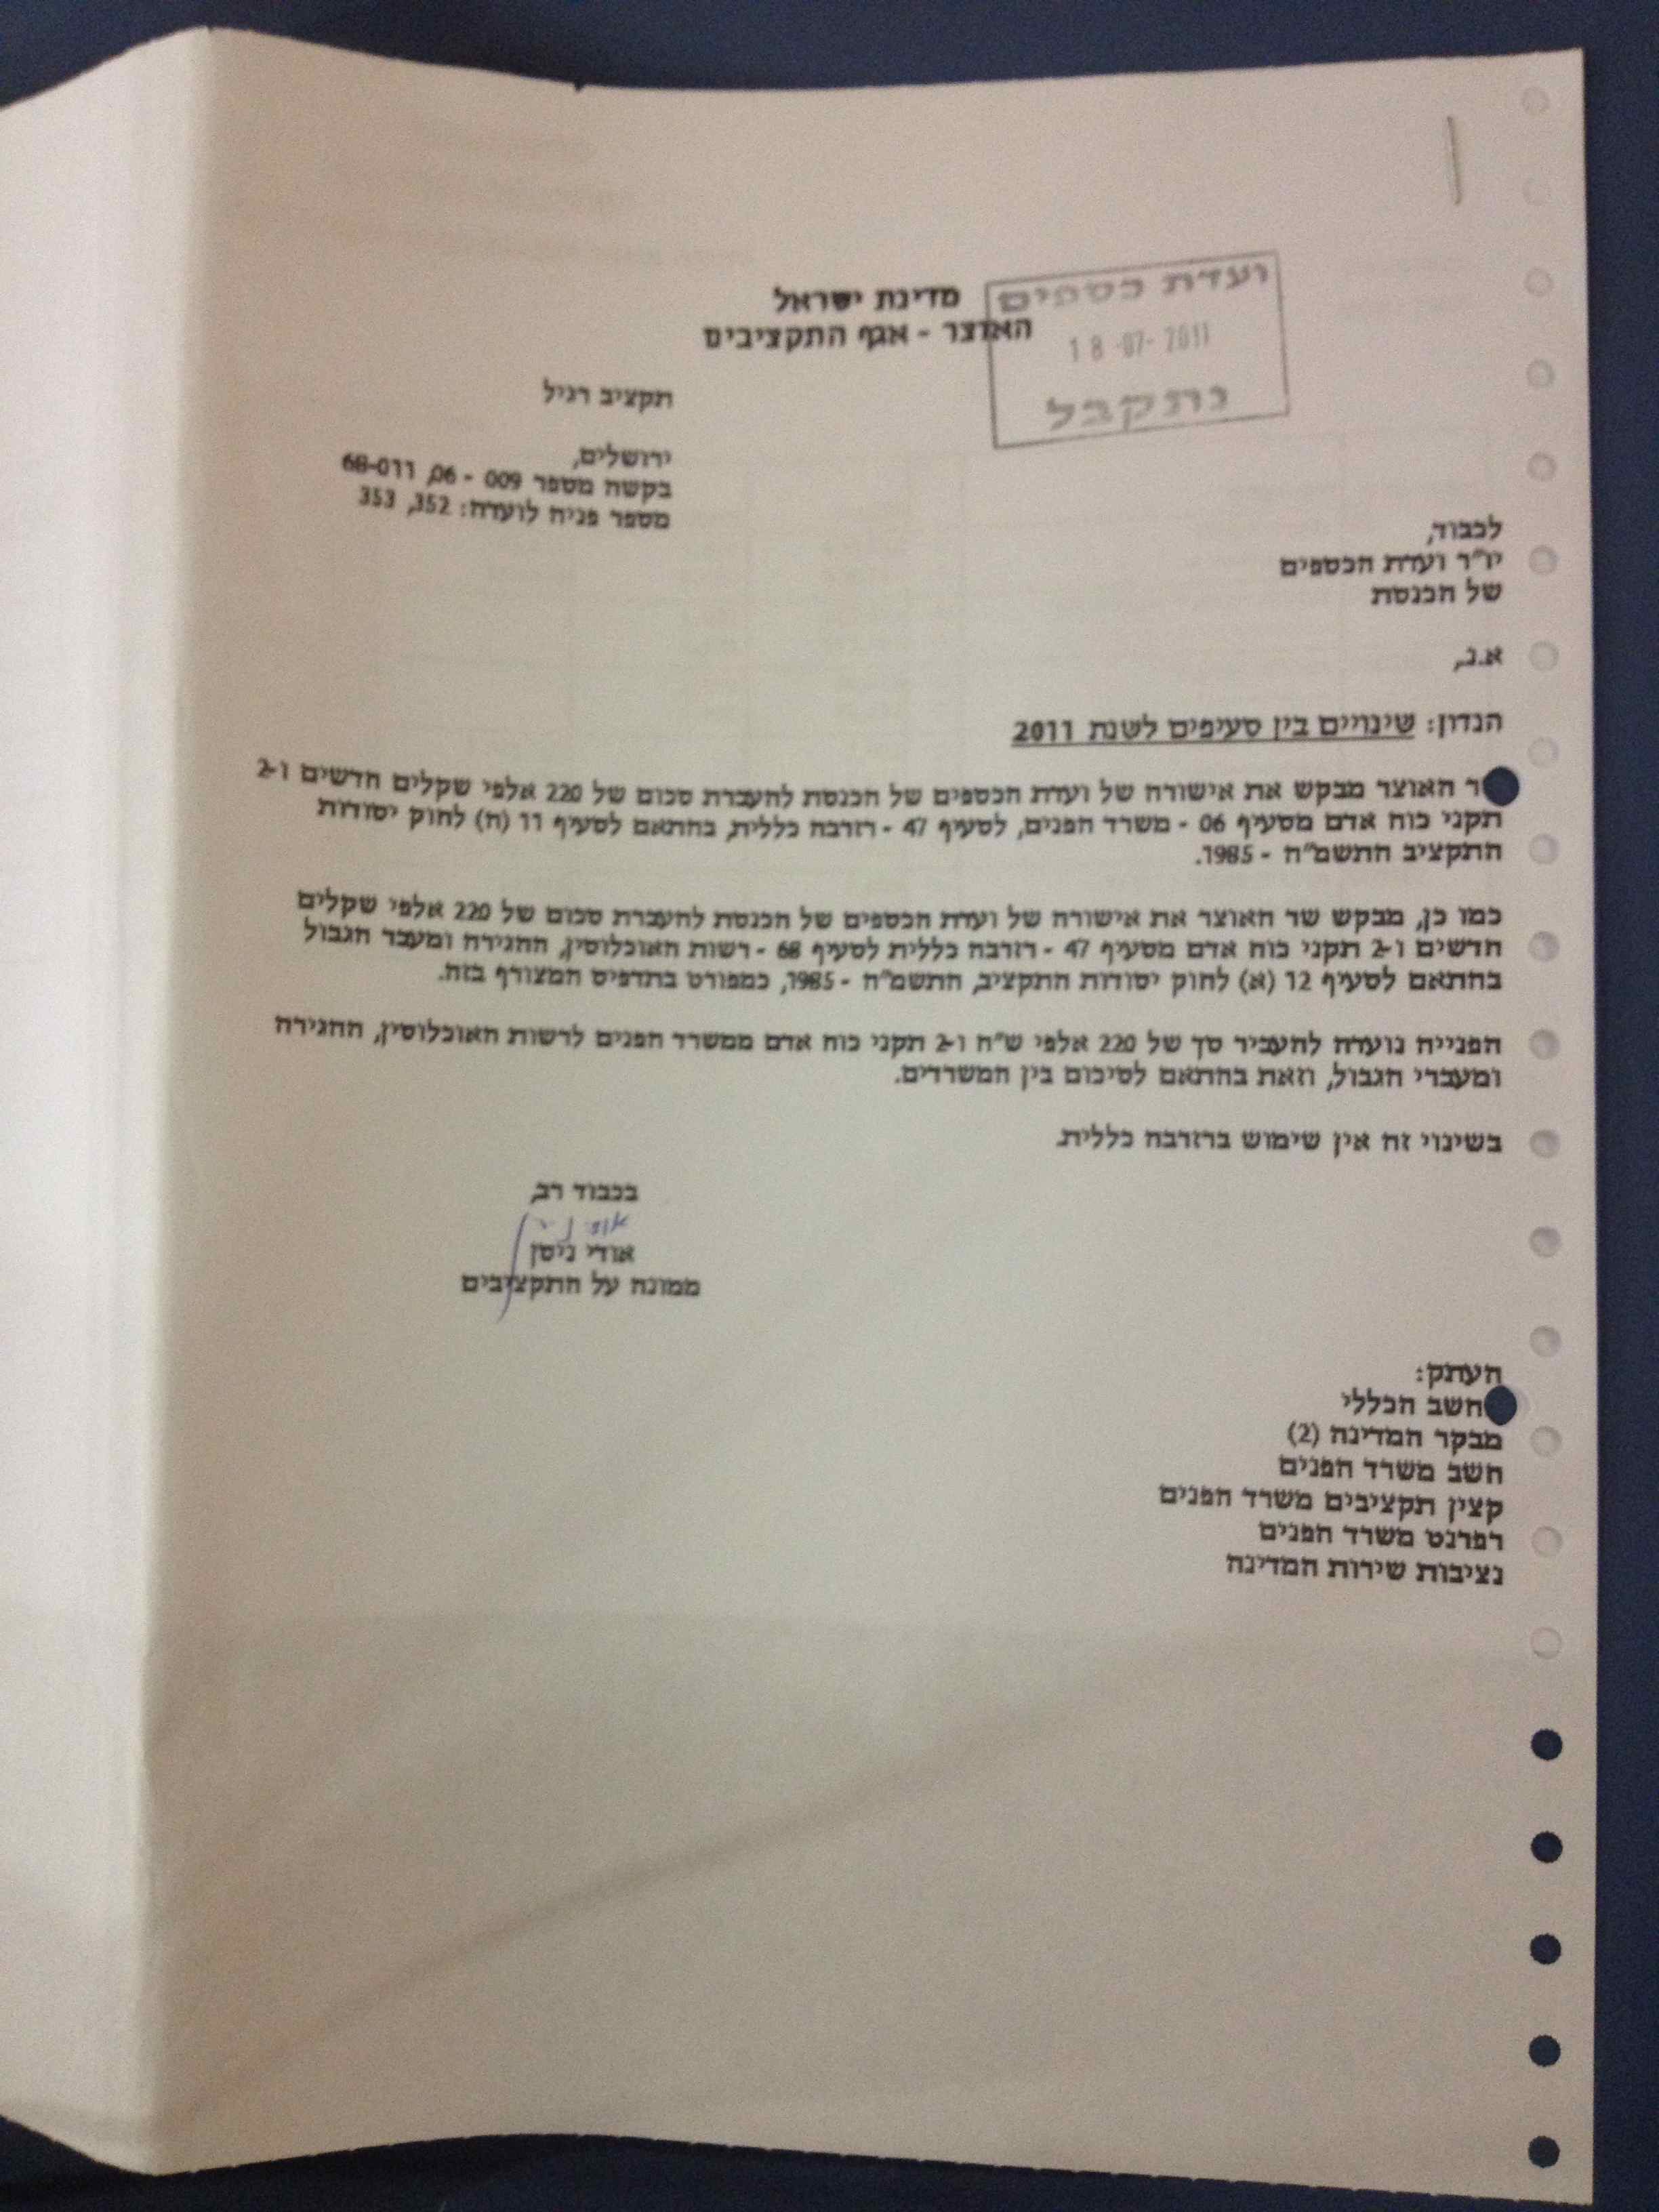 ועדת כספים
18-07-2011
נתקבל
מדינת ישראל
האוצר - אגף התקציבים
תקציב רגיל
ירושלים,
בקשה מספר 009 - 06, 68-011
מספר פניה לועדה: 352, 353
לכבוד,
יו"ר ועדת הכספים
של הכנסת
א.נ,
הנדון: שינויים בין סעיפים לשנת 2011
ר האוצר מבקש את אישורה של ועדת הכספים של הכנסת להעברת סכום של 220 אלפי שקלים חדשים ו-2
תקני כוח אדם מסעיף 06 - משרד הפנים, לסעיף 47 - רזרבה כללית, בהתאם לסעיף 11 (ח) לחוק יסודות
התקציב התשמ"ה - 1985.
כמו כן, מבקש שר האוצר את אישורה של ועדת הכספים של הכנסת להעברת סכום של 220 אלפי שקלים
חדשים ו-2 תקני כוח אדם מסעיף 47 - רזרבה כללית לסעיף 68 - רשות האוכלוסין, ההגירה ומעבר הגבול
בהתאם לסעיף 12 (א) לחוק יסודות התקציב, התשמ"ה - 1985, כמפורט בתדפיס המצורף בזה.
הפנייה נועדה להעביר סך של 220 אלפי ש"ח ו-2 תקני כוח אדם ממשרד הפנים לרשות האוכלוסין, ההגירה
ומעברי הגבול, וזאת בהתאם לסיכום בין המשרדים.
בשינוי זה אין שימוש ברזרבה כללית.
בכבוד רב,
אודי ניסן
ממונה על התקציבים
העתק:
חשב הכללי
מבקר המדינה (2)
חשב משרד הפנים
קצין תקציבים משרד הפנים
רפרנט משרד הפנים
נציבות שירות המדינה